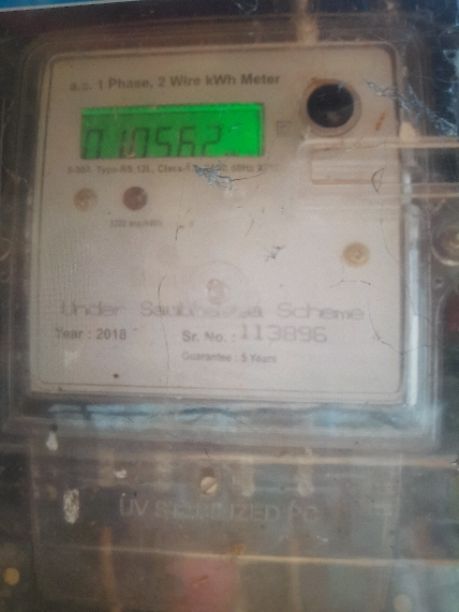 a.c. 1 Phase, 2 Wire kWh Meter
010562
Under Saubhagya Scheme
Year : 2018
Sr. No. : 113896
Guarantee : 5 Years
UV STABILIZED PC